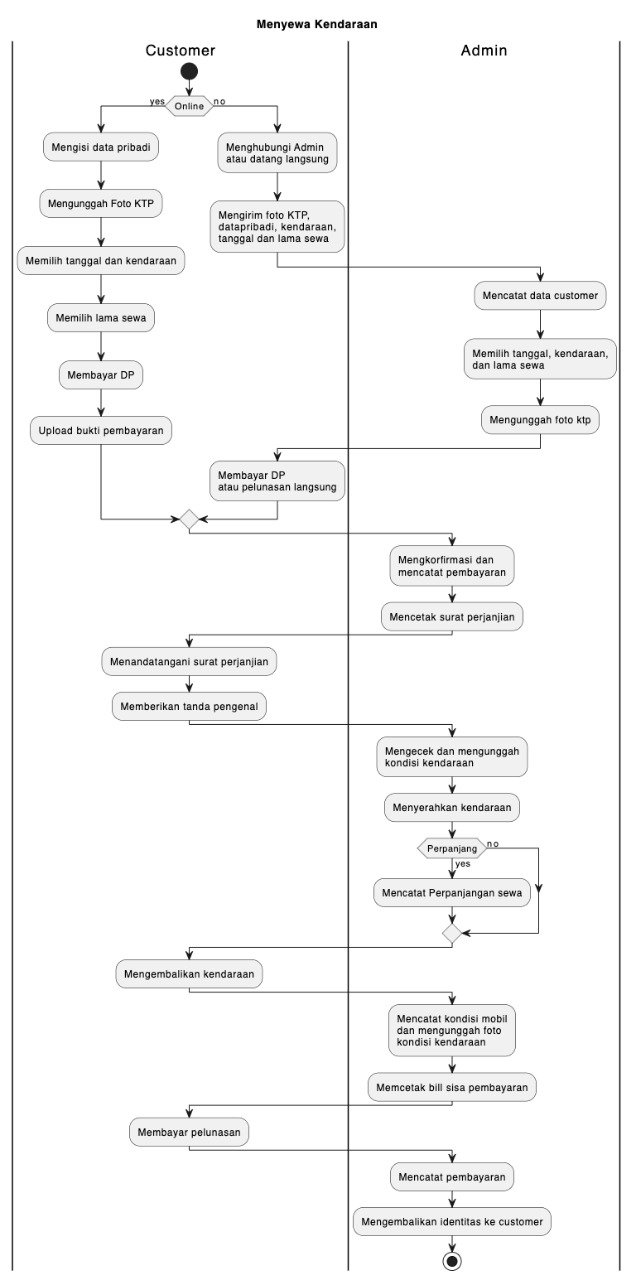 Menyewa Kendaraan
Customer
Admin
Online
yes
no
Mengisi data pribadi
Mengunggah Foto KTP
Memilih tanggal dan kendaraan
Memilih lama sewa
Membayar DP
Upload bukti pembayaran
Menghubungi Admin
atau datang langsung
Mengirim foto KTP,
datapribadi, kendaraan,
tanggal dan lama sewa
Mencatat data customer
Memilih tanggal, kendaraan,
dan lama sewa
Mengunggah foto ktp
Membayar DP
atau pelunasan langsung
Mengkorfirmasi dan
mencatat pembayaran
Mencetak surat perjanjian
Menandatangani surat perjanjian
Memberikan tanda pengenal
Mengecek dan mengunggah
kondisi kendaraan
Menyerahkan kendaraan
Perpanjang
no
yes
Mencatat Perpanjangan sewa
Mengembalikan kendaraan
Mencatat kondisi mobil
dan mengunggah foto
kondisi kendaraan
Memcetak bill sisa pembayaran
Membayar pelunasan
Mencatat pembayaran
Mengembalikan identitas ke customer